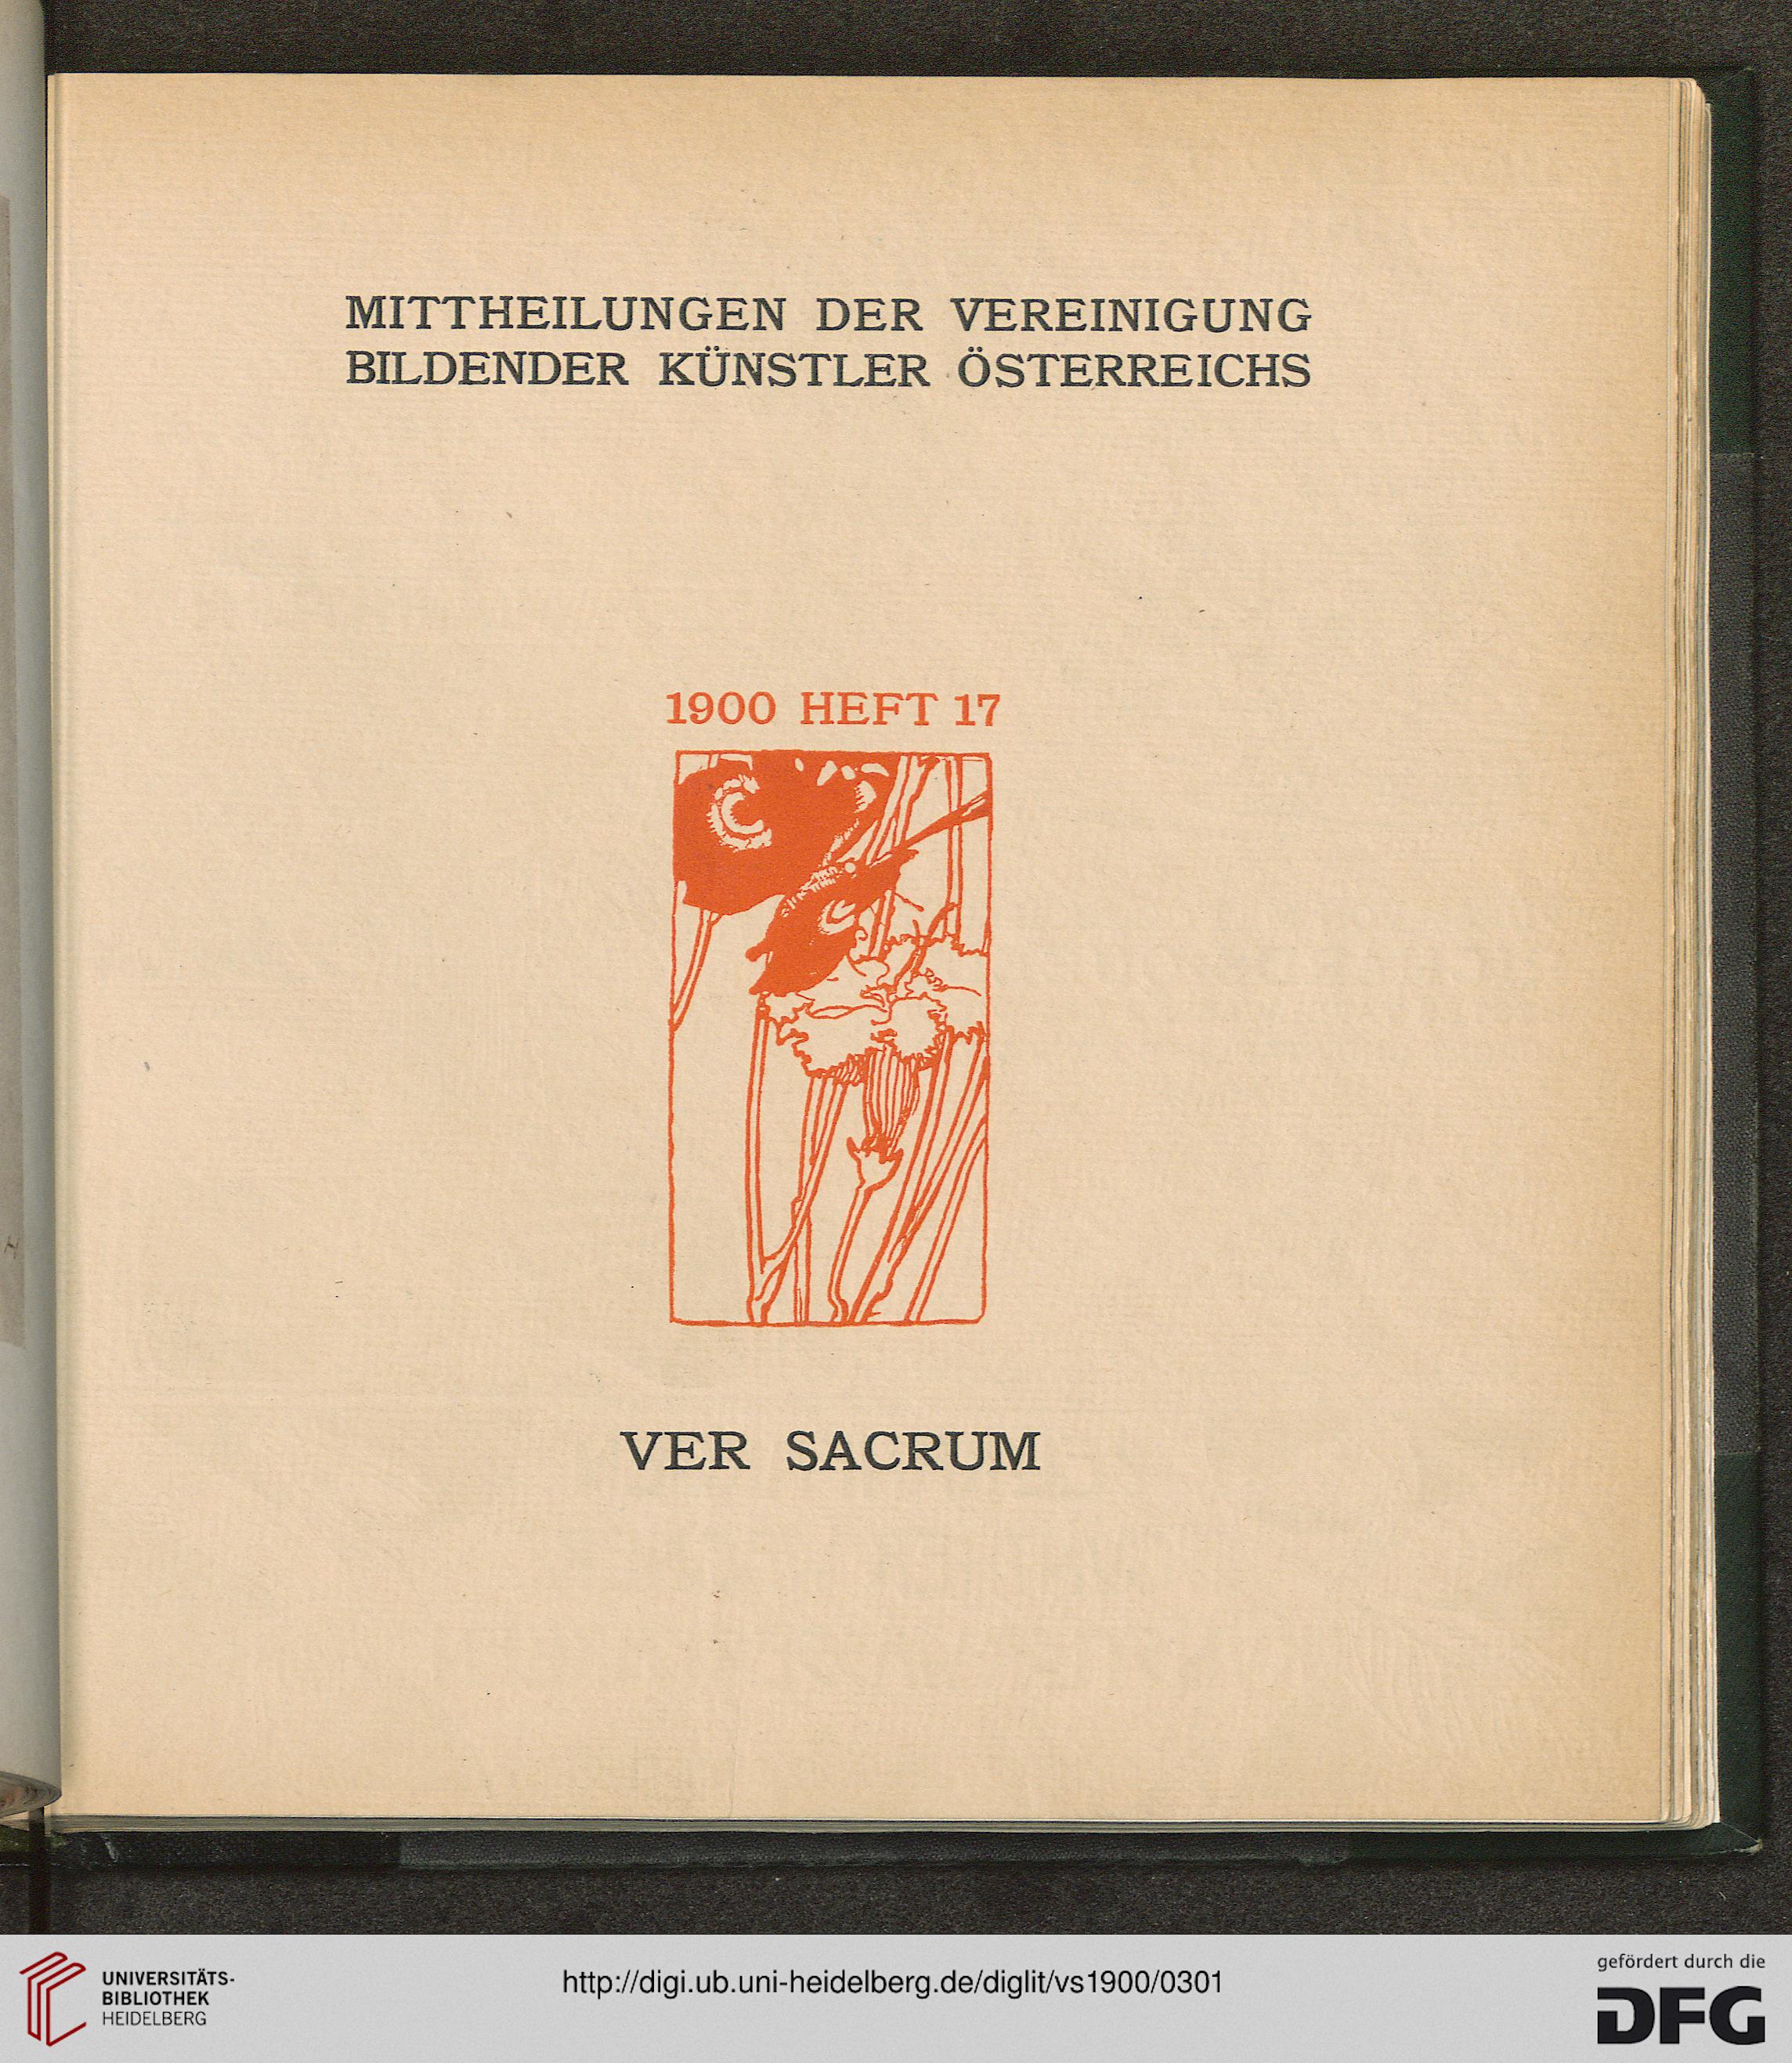 MITTHEILUNGEN DER VEREINIGUNG
BILDENDER KÜNSTLER ÖSTERREICHS
1900 HEFT 17
VER SACRUM
UNIVERSITÄTS-
BIBLIOTHEK
HEIDELBERG
http://digi.ub.uni-heidelberg.de/diglit/vs1900/0301
gefördert durch die
DFG